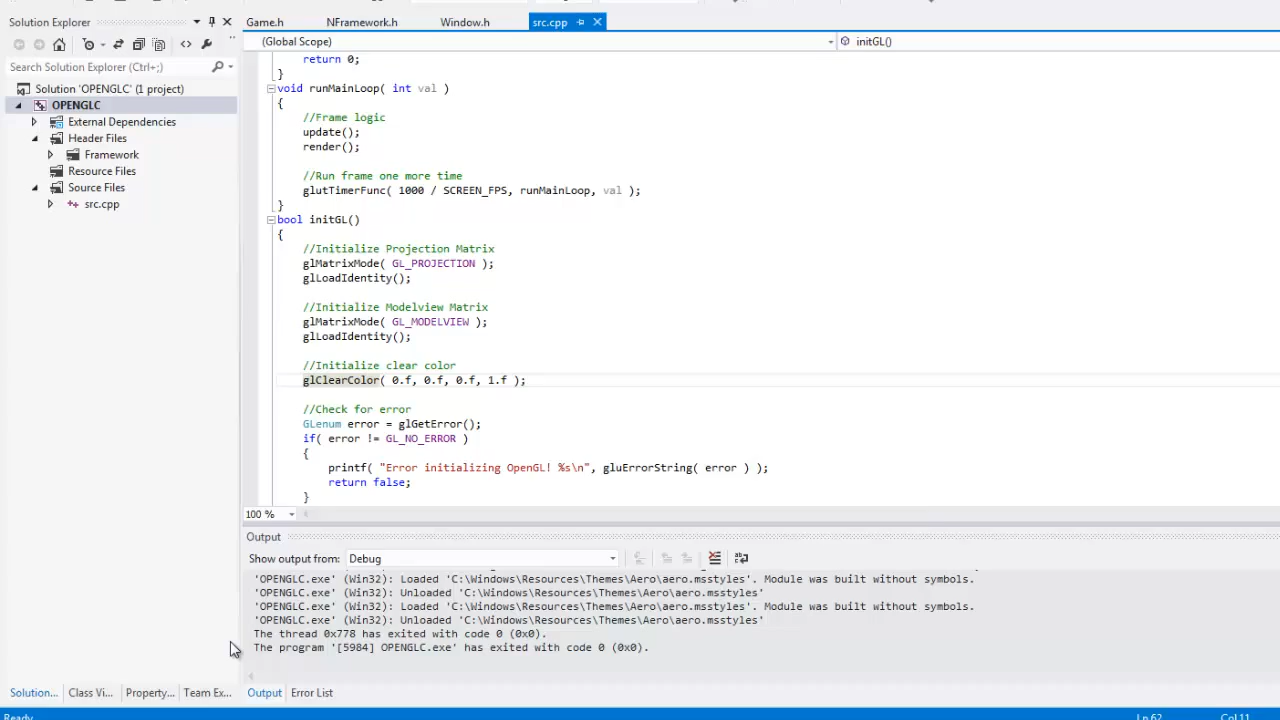 Solution Explorer
Search Solution Explorer (Ctrl+;)
Solution 'OPENGLC' (1 project)
OPENGLC
External Dependencies
Header Files
Framework
Resource Files
Source Files
src.cpp
Game.h NFramework.h Window.h src.cpp
(Global Scope) initGL()
return 0;
}
void runMainLoop( int val )
{
//Frame logic
update();
render();
//Run frame one more time
glutTimerFunc( 1000 / SCREEN_FPS, runMainLoop, val );
}
bool initGL()
{
//Initialize Projection Matrix
glMatrixMode( GL_PROJECTION );
glLoadIdentity();
//Initialize Modelview Matrix
glMatrixMode( GL_MODELVIEW );
glLoadIdentity();
//Initialize clear color
glClearColor( 0.f, 0.f, 0.f, 1.f );
//Check for error
GLenum error = glGetError();
if( error != GL_NO_ERROR )
{
printf( "Error initializing OpenGL! %s\n", gluErrorString( error ) );
return false;
}
100 %
Output
Show output from: Debug
'OPENGLC.exe' (Win32): Loaded 'C:\Windows\Resources\Themes\Aero\aero.msstyles'. Module was built without symbols.
'OPENGLC.exe' (Win32): Unloaded 'C:\Windows\Resources\Themes\Aero\aero.msstyles'
'OPENGLC.exe' (Win32): Loaded 'C:\Windows\Resources\Themes\Aero\aero.msstyles'. Module was built without symbols.
'OPENGLC.exe' (Win32): Unloaded 'C:\Windows\Resources\Themes\Aero\aero.msstyles'
The thread 0x778 has exited with code 0 (0x0).
The program '[5984] OPENGLC.exe' has exited with code 0 (0x0).
Solution... Class Vi... Property... Team Ex... Output Error List
Ready Ln 62 Col 11